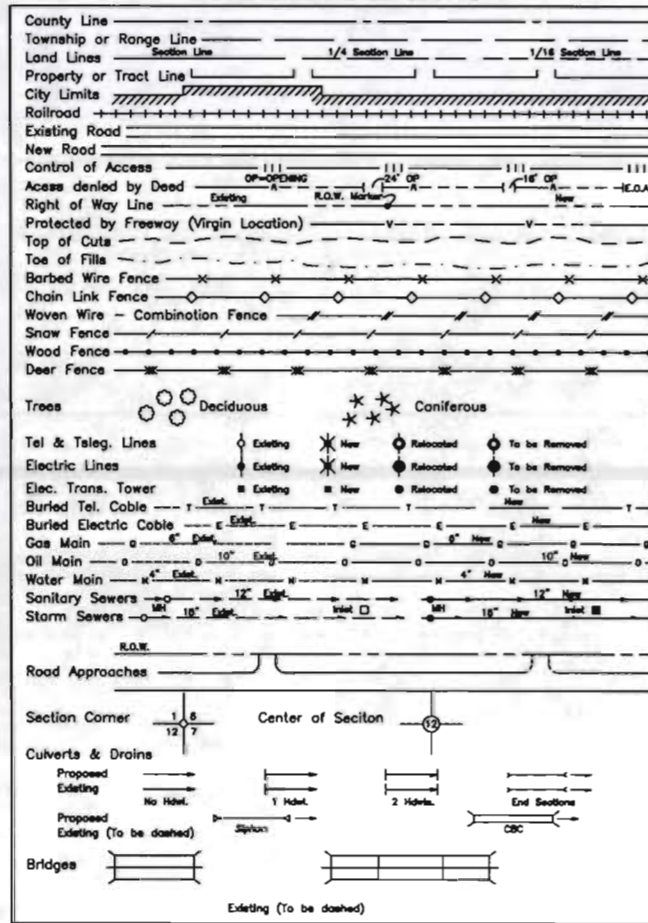 County Line
Township or Range Line
Land Lines Section Line 1/4 Section Line 1/16 Section Line
Property or Tract Line
City Limits
Railroad
Existing Road
New Road
Control of Access
OP=OPENING 24" OP 16" OP
Acess denied by Deed E.O.A
Right of Way Line Existing R.O.W. Marker New
Protected by Freeway (Virgin Location) V V
Top of Cuts
Toe of Fills
Barbed Wire Fence
Chain Link Fence
Woven Wire – Combination Fence
Snaw Fence
Wood Fence
Deer Fence
Trees Deciduous Coniferous
Tel & Tsleg. Lines Existing New Relocated To be Removed
Electric Lines Existing New Relocated To be Removed
Elec. Trans. Tower Existing New Relocated To be Removed
Buried Tel. Cable T Exist. T T T New T
Buried Electric Cable E Exist. E E E E New E
Gas Main G 6" Exist. G G G 6" New G G
Oil Main O 10" Exist. O O O O 10" New O
Water Main 4" Exist. 4" New
Sanitary Sewers 12" Exist. 12" New
MH Inlet MH Inlet
Storm Sewers 15" Exist. 18" New
R.O.W.
Road Approaches
Section Corner 1 6 12 7 Center of Seciton 12
Culverts & Drains
Proposed
Existing
No Hdwl. 1 Hdwl. 2 Hdwls. End Sections
Proposed
Existing (To be dashed) Siphon CBC
Bridges
Existing (To be dashed)